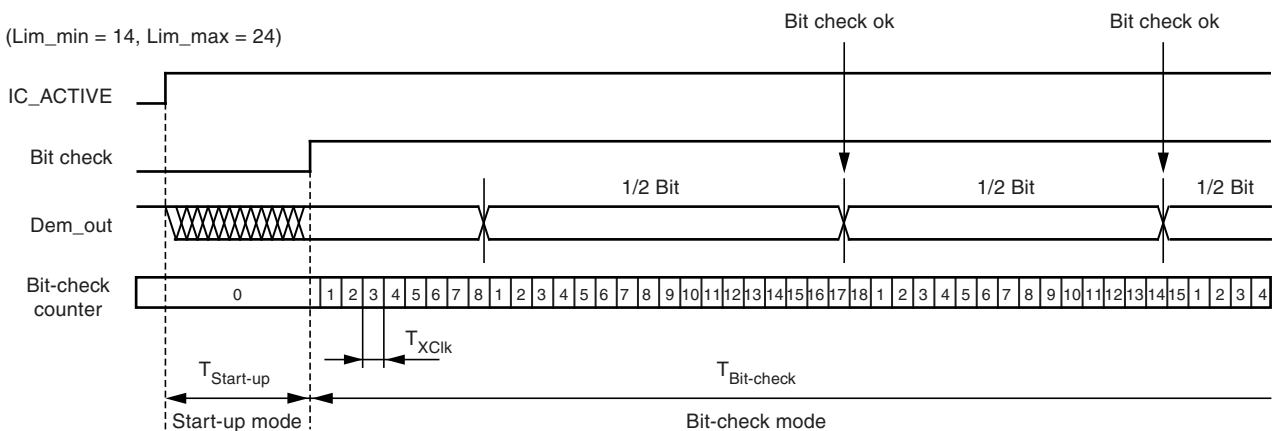 Bit check ok Bit check ok
(Lim_min = 14, Lim_max = 24)
IC_ACTIVE
Bit check
1/2 Bit 1/2 Bit 1/2 Bit
Dem_out
Bit-check
counter
0 1 2 3 4 5 6 7 8 1 2 3 4 5 6 7 8 9 10 11 12 13 14 15 16 17 18 1 2 3 4 5 6 7 8 9 10 11 12 13 14 15 1 2 3 4
TXClk
TStart-up TBit-check
Start-up mode Bit-check mode